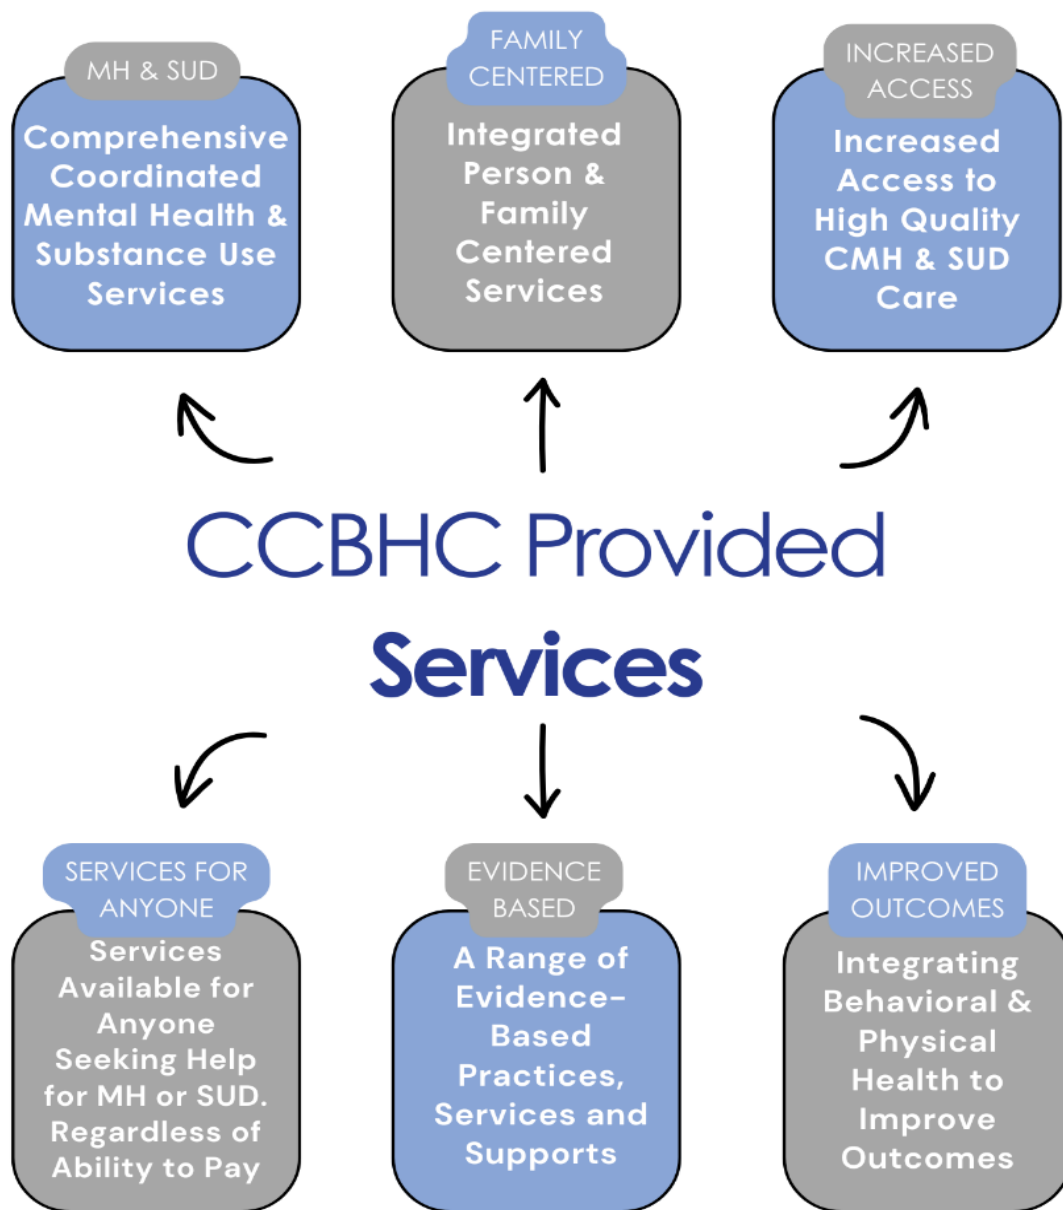 MH & SUD
Comprehensive
Coordinated
Mental Health &
Substance Use
Services
FAMILY
CENTERED
Integrated
Person &
Family
Centered
Services
INCREASED
ACCESS
Increased
Access to
High Quality
CMH & SUD
Care
CCBHC Provided
Services
SERVICES FOR
ANYONE
Services
Available for
Anyone
Seeking Help
for MH or SUD.
Regardless of
Ability to Pay
EVIDENCE
BASED
A Range of
Evidence-
Based
Practices,
Services and
Supports
IMPROVED
OUTCOMES
Integrating
Behavioral &
Physical
Health to
Improve
Outcomes